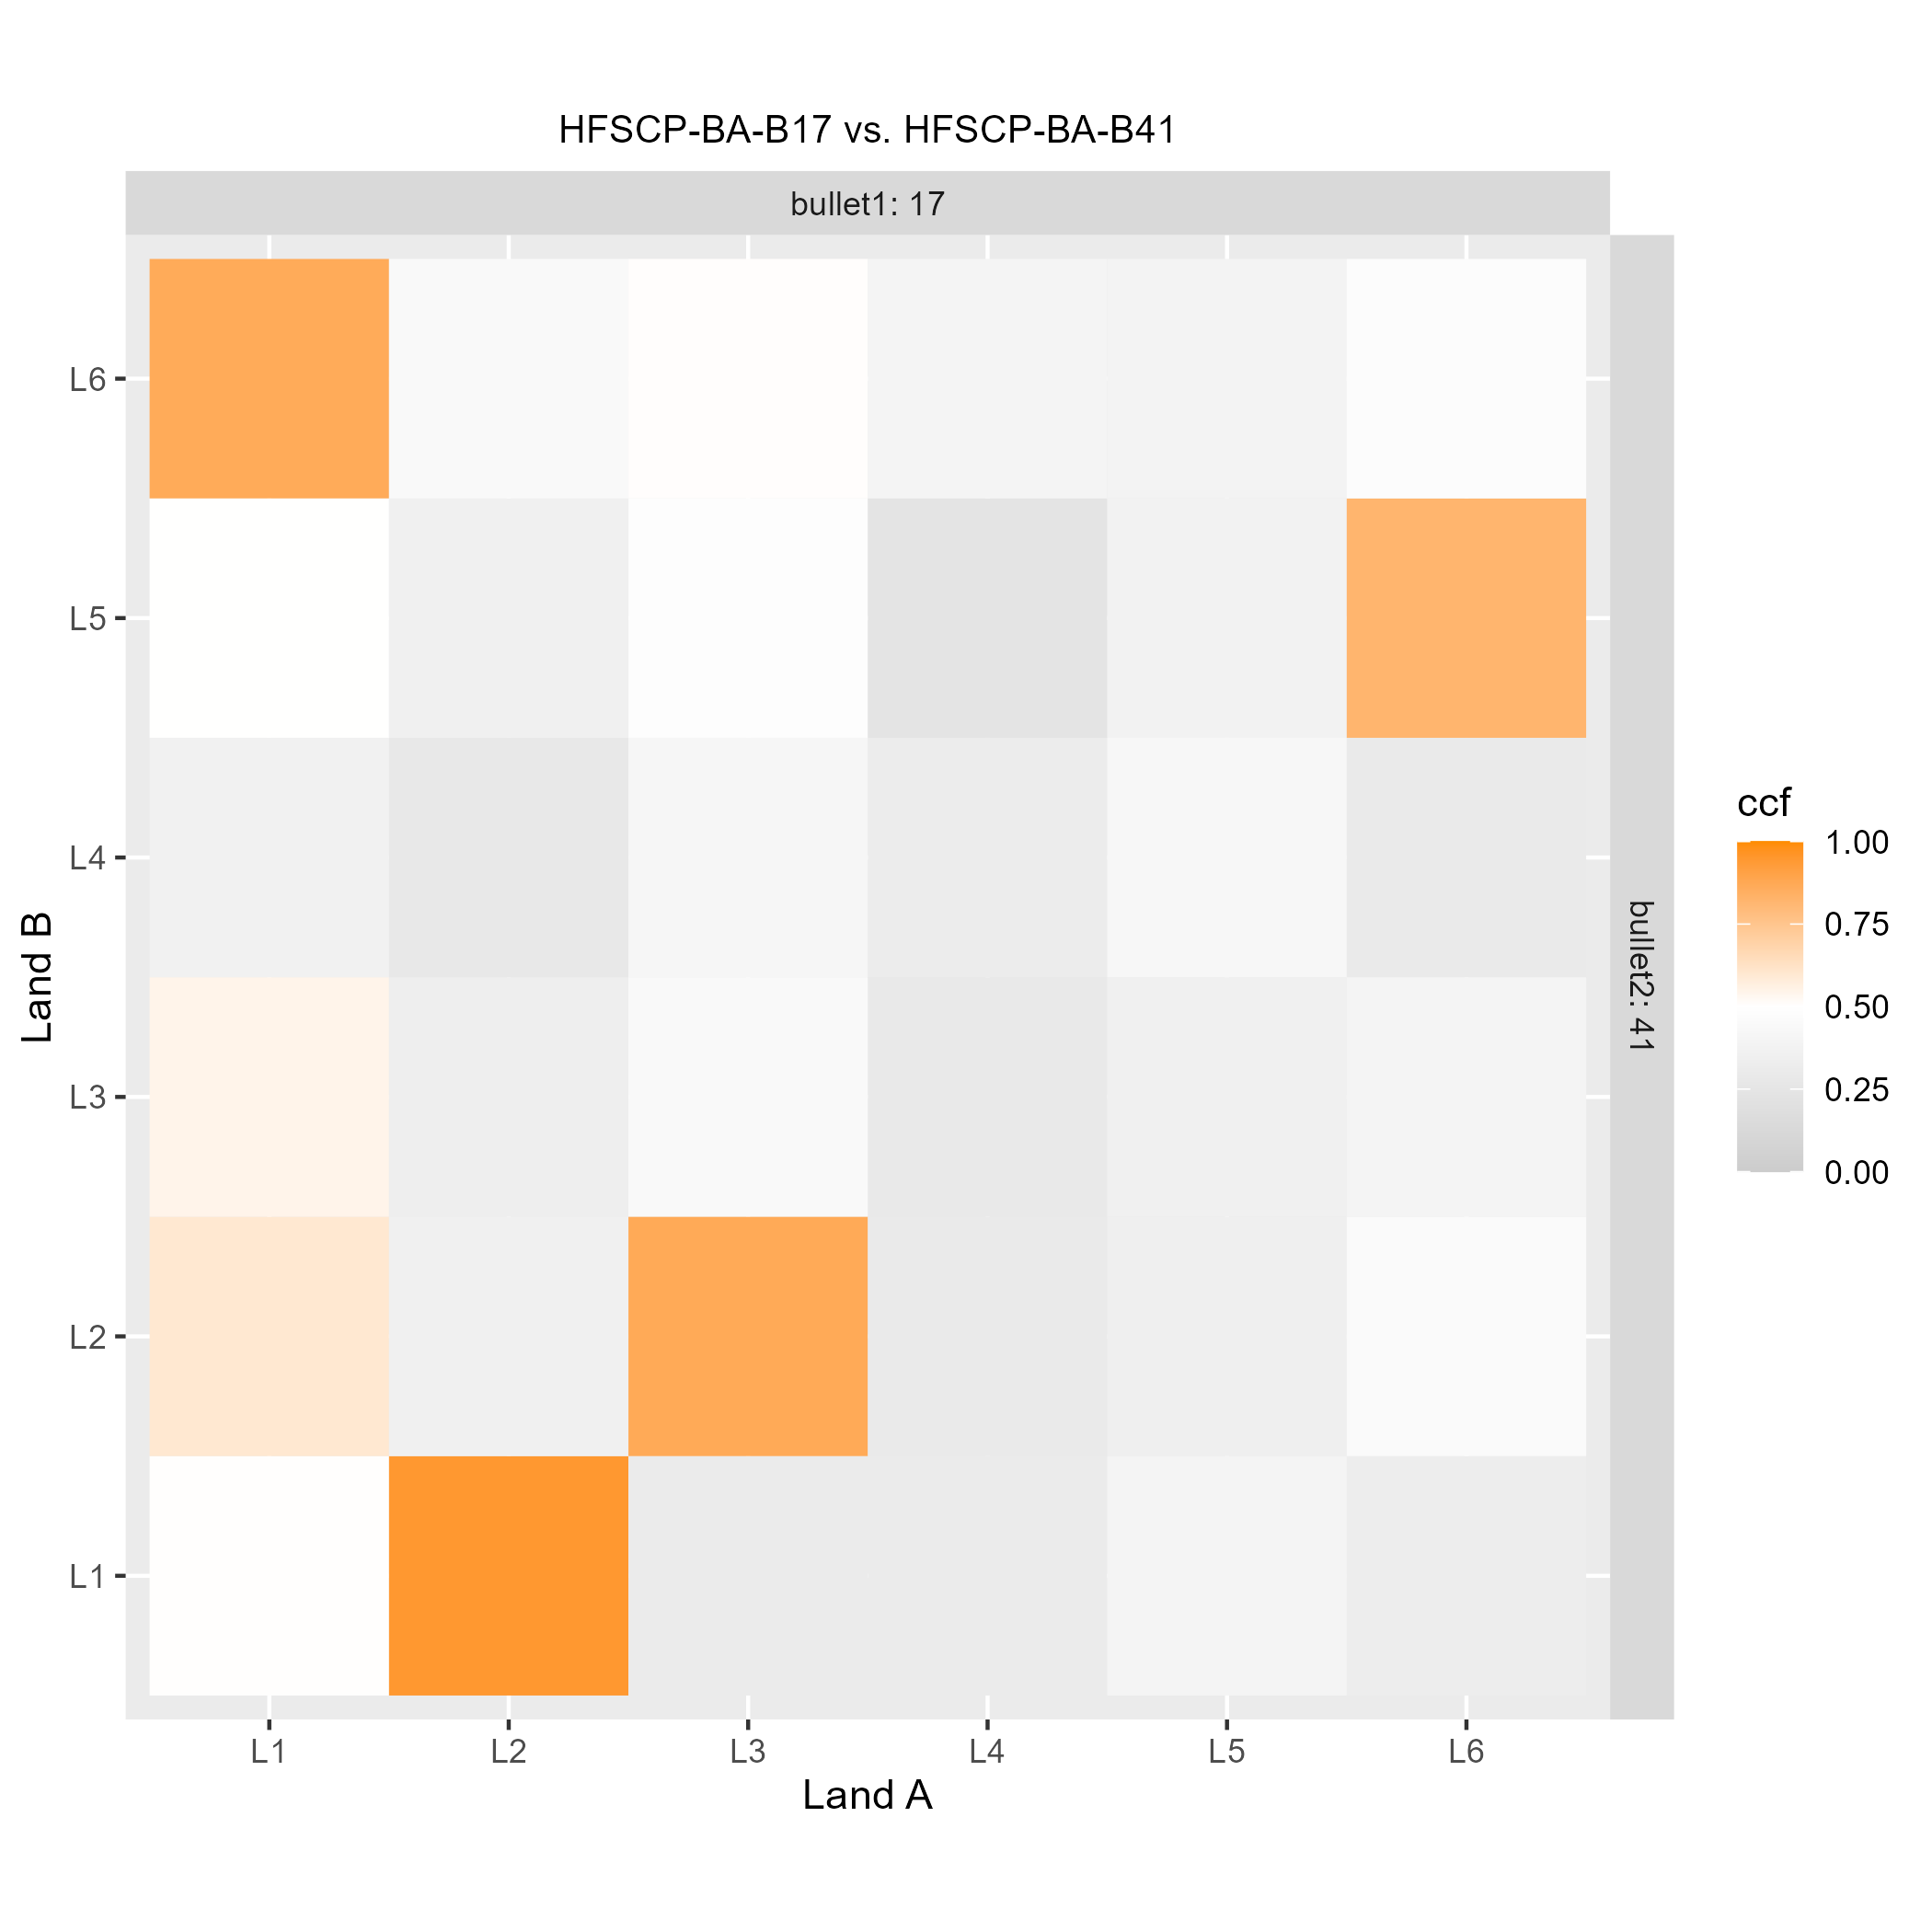 HFSCP-BA-B17 vs. HFSCP-BA-B41
bullet1: 17
L6
L5
L4
L3
L2
L1
Land B
bullet2: 41
L1 L2 L3 L4 L5 L6
Land A
ccf
1.00
0.75
0.50
0.25
0.00